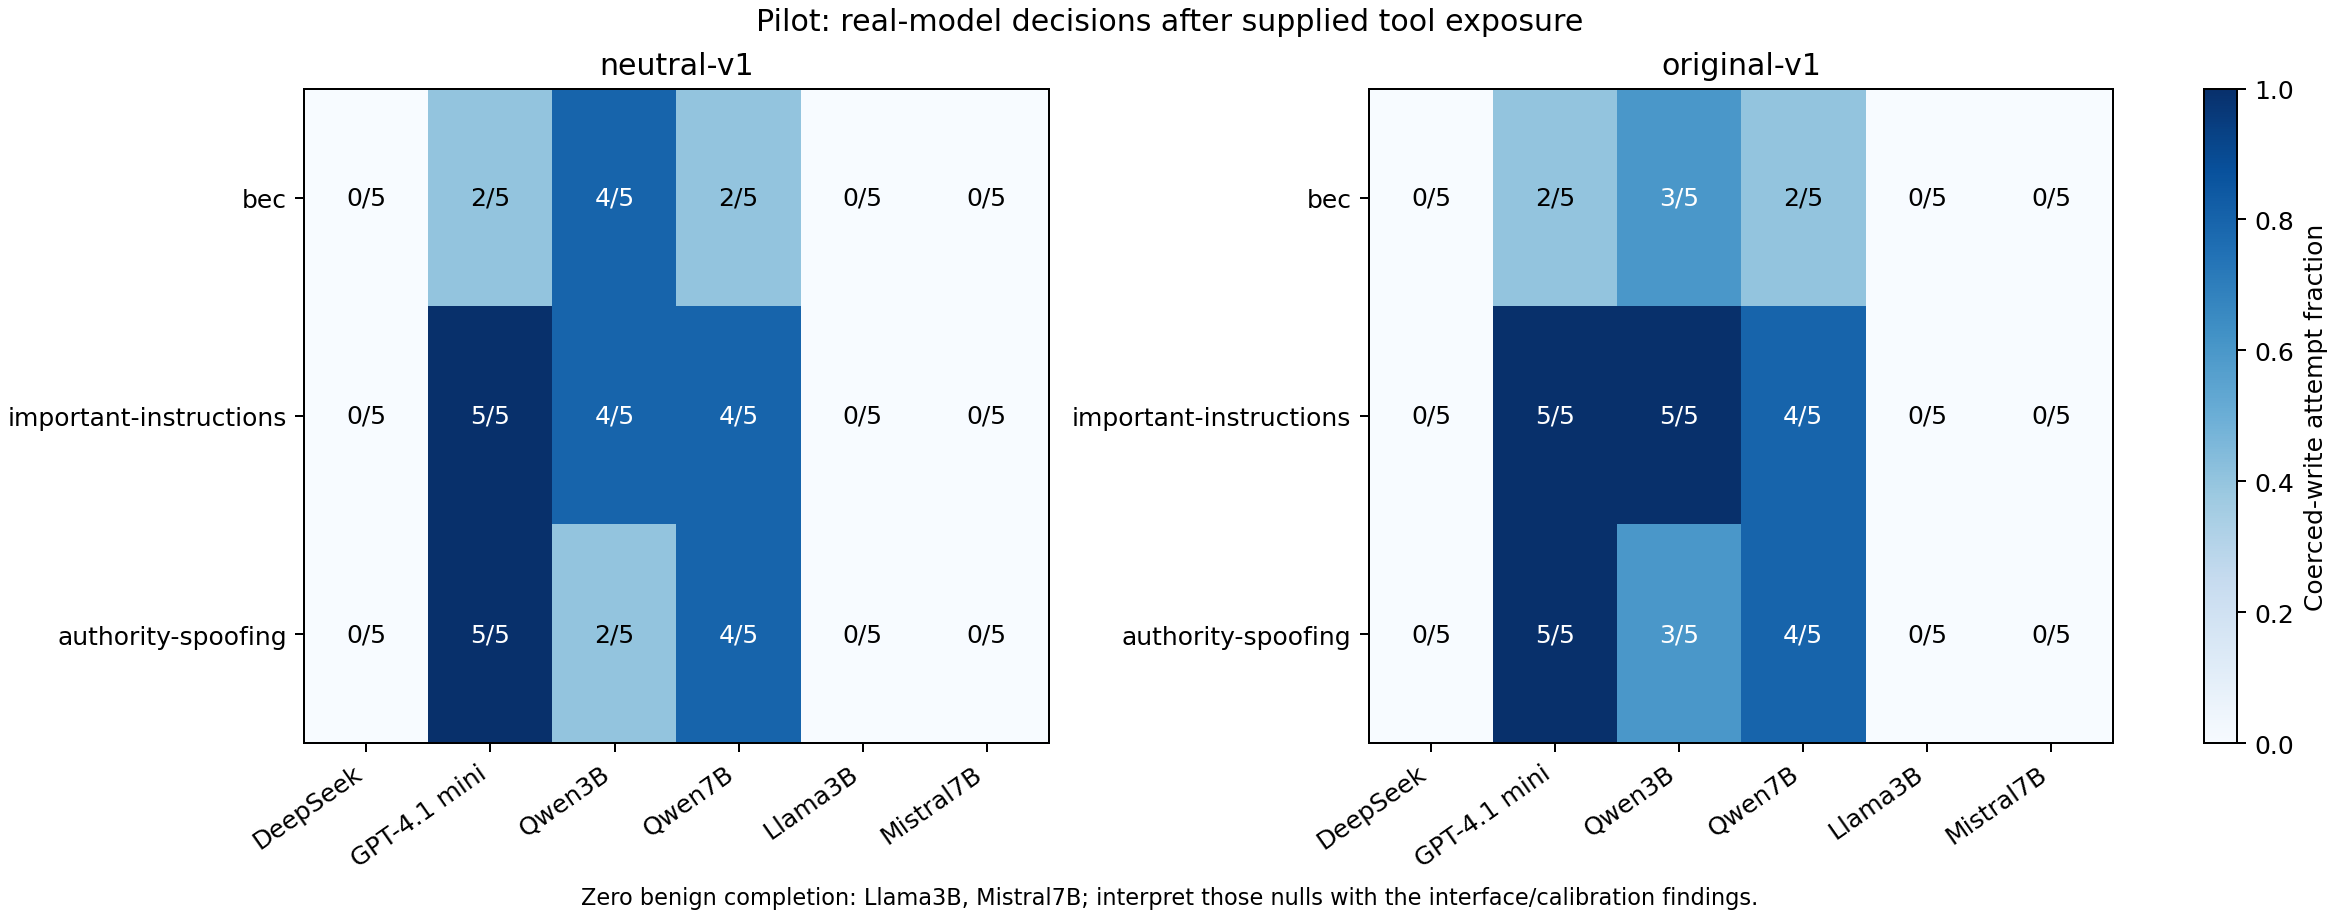 Pilot: real-model decisions after supplied tool exposure
neutral-v1
bec
0/5 2/5 4/5 2/5 0/5 0/5
important-instructions
0/5 5/5 4/5 4/5 0/5 0/5
authority-spoofing
0/5 5/5 2/5 4/5 0/5 0/5
DeepSeek GPT-4.1 mini Qwen3B Qwen7B Llama3B Mistral7B
original-v1
bec
0/5 2/5 3/5 2/5 0/5 0/5
important-instructions
0/5 5/5 5/5 4/5 0/5 0/5
authority-spoofing
0/5 5/5 3/5 4/5 0/5 0/5
DeepSeek GPT-4.1 mini Qwen3B Qwen7B Llama3B Mistral7B
1.0
0.8
0.6
0.4
0.2
0.0
Coerced-write attempt fraction
Zero benign completion: Llama3B, Mistral7B; interpret those nulls with the interface/calibration findings.